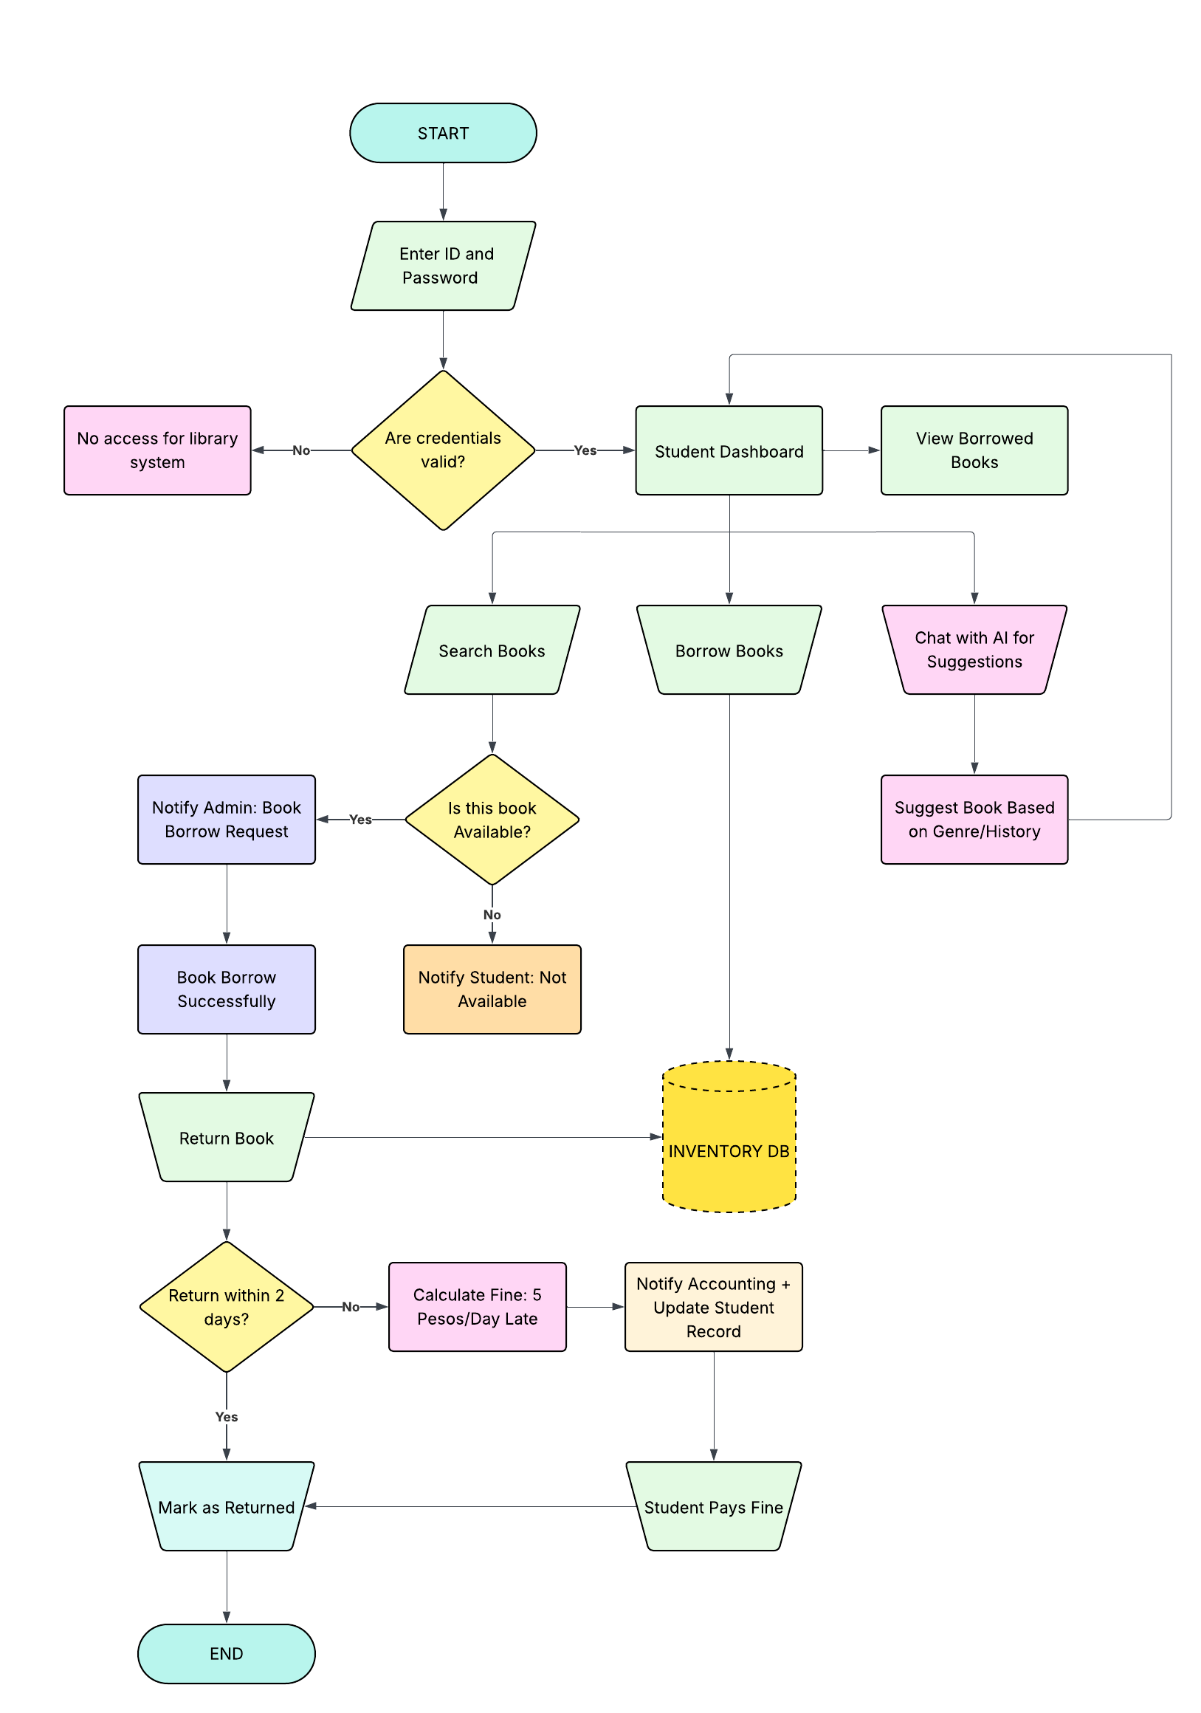 START
Enter ID and
Password
No access for library
system
No
Are credentials
valid?
Yes
Student Dashboard
View Borrowed
Books
Search Books
Borrow Books
Chat with AI for
Suggestions
Notify Admin: Book
Borrow Request
Yes
Is this book
Available?
Suggest Book Based
on Genre/History
No
Book Borrow
Successfully
Notify Student: Not
Available
Return Book
INVENTORY DB
Return within 2
days?
No
Calculate Fine: 5
Pesos/Day Late
Notify Accounting +
Update Student
Record
Yes
Mark as Returned
Student Pays Fine
END